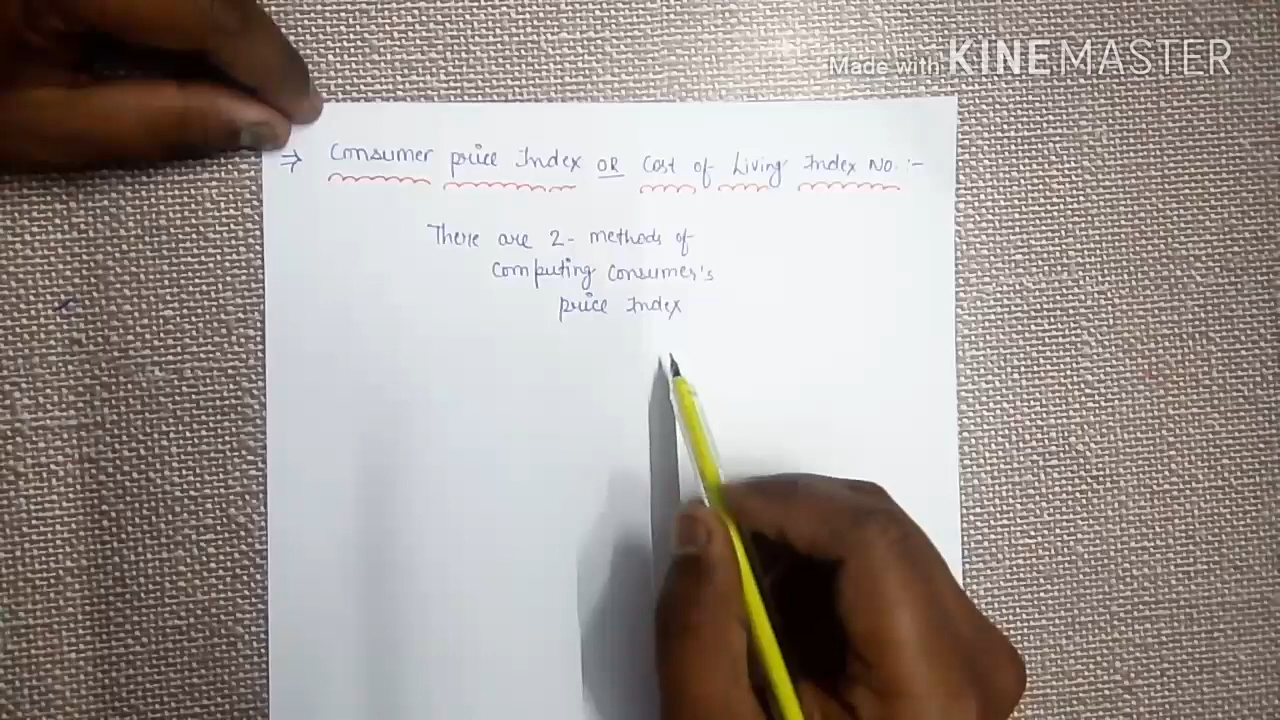 Made with KINEMASTER
⇒ Consumer price Index OR Cost of Living Index No. :-
There are 2- methods of
computing consumer's
price Index